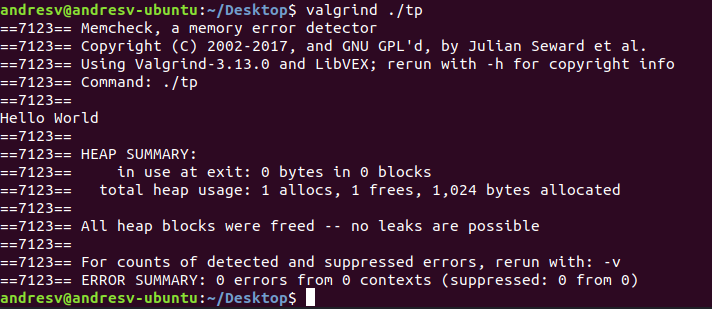 andresv@andresv-ubuntu:~/Desktop$ valgrind ./tp
==7123== Memcheck, a memory error detector
==7123== Copyright (C) 2002-2017, and GNU GPL'd, by Julian Seward et al.
==7123== Using Valgrind-3.13.0 and LibVEX; rerun with -h for copyright info
==7123== Command: ./tp
==7123==
Hello World
==7123==
==7123== HEAP SUMMARY:
==7123==     in use at exit: 0 bytes in 0 blocks
==7123==   total heap usage: 1 allocs, 1 frees, 1,024 bytes allocated
==7123==
==7123== All heap blocks were freed -- no leaks are possible
==7123==
==7123== For counts of detected and suppressed errors, rerun with: -v
==7123== ERROR SUMMARY: 0 errors from 0 contexts (suppressed: 0 from 0)
andresv@andresv-ubuntu:~/Desktop$